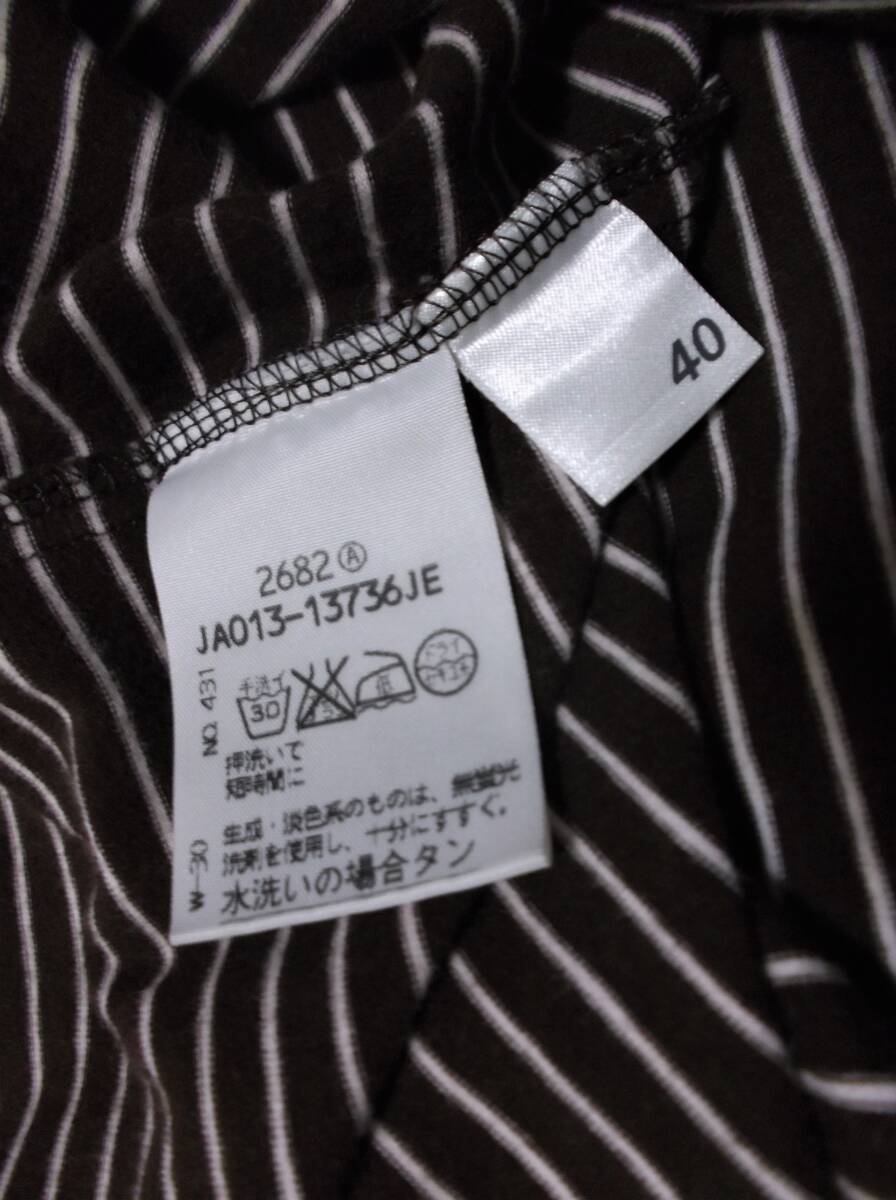 40
2682 Ⓐ
JA013-13736JE
NO. 431
手洗イ
30
低
ドライ
押洗いで
短時間に
W-30
生成・淡色系のものは、無蛍光
洗剤を使用し、十分にすすぐ。
水洗いの場合タン